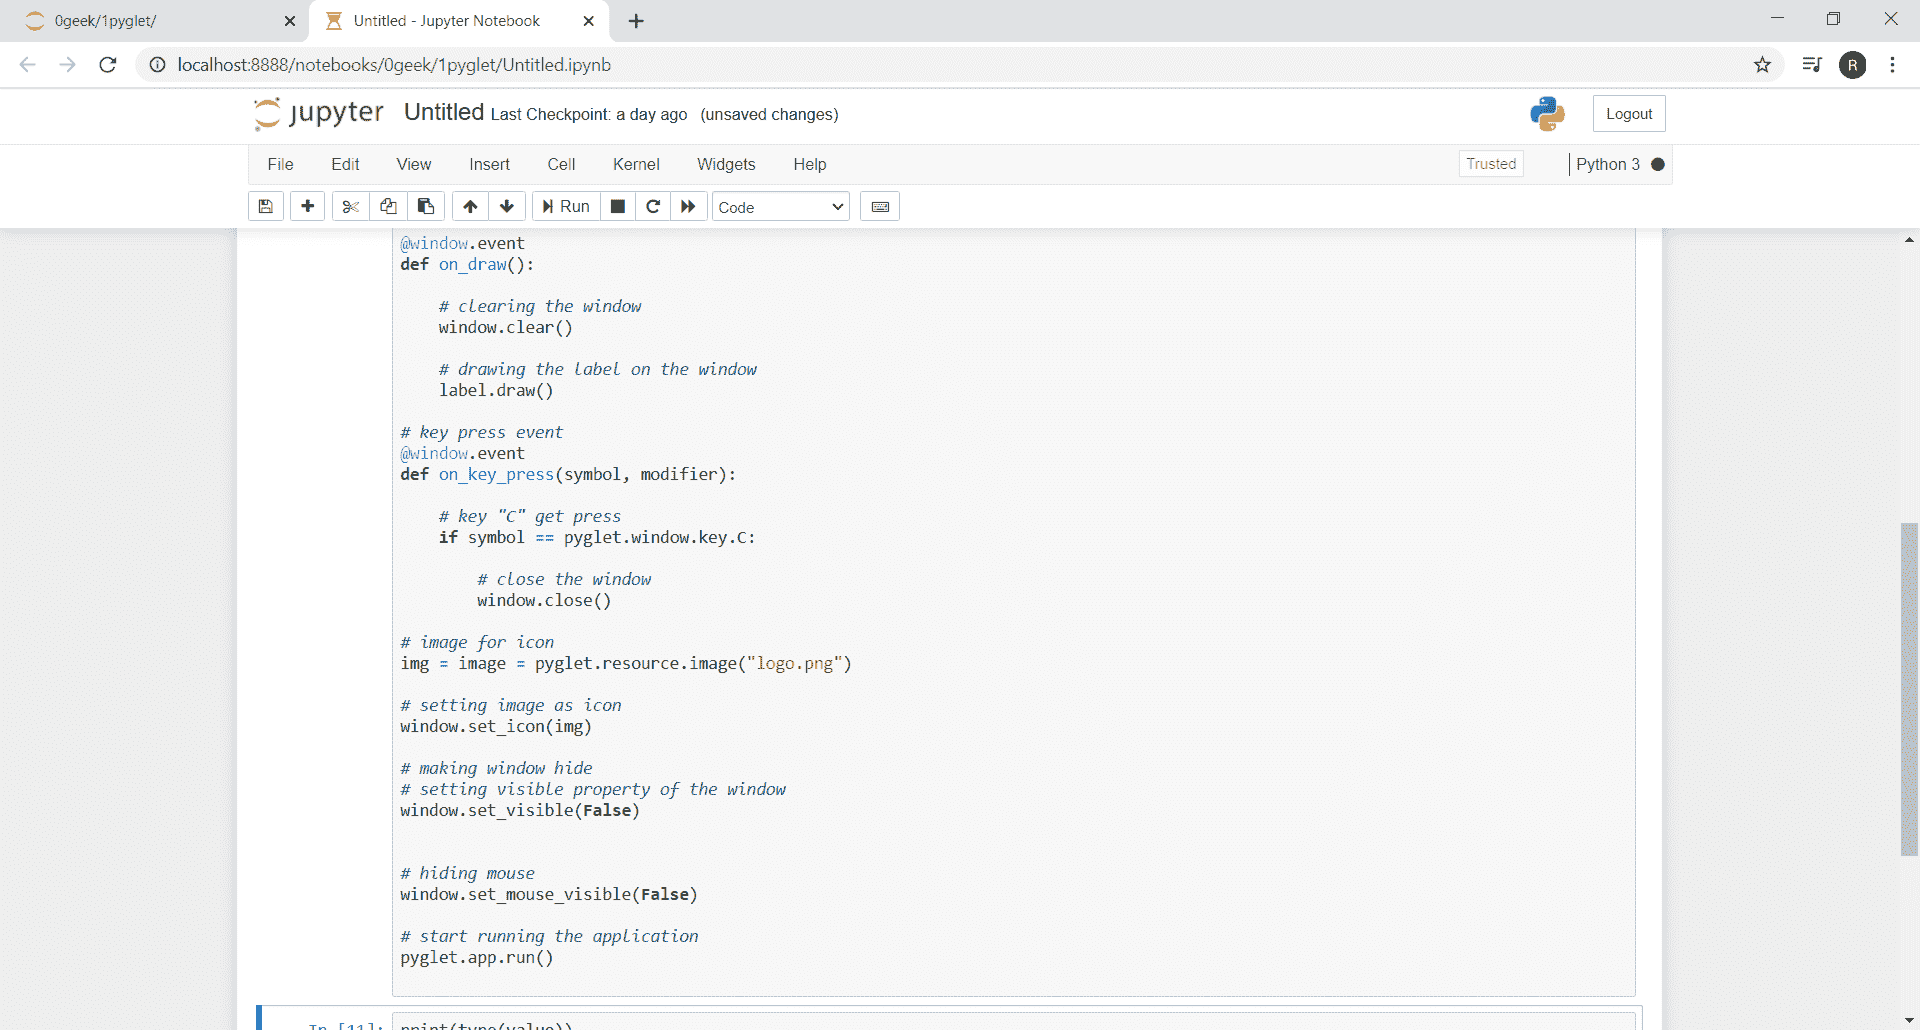 0geek/1pyglet/
Untitled - Jupyter Notebook
localhost:8888/notebooks/0geek/1pyglet/Untitled.ipynb
R
jupyter Untitled Last Checkpoint: a day ago (unsaved changes)
Logout
File Edit View Insert Cell Kernel Widgets Help
Trusted
Python 3
Run
Code
@window.event
def on_draw():
# clearing the window
window.clear()
# drawing the label on the window
label.draw()
# key press event
@window.event
def on_key_press(symbol, modifier):
# key "C" get press
if symbol == pyglet.window.key.C:
# close the window
window.close()
# image for icon
img = image = pyglet.resource.image("logo.png")
# setting image as icon
window.set_icon(img)
# making window hide
# setting visible property of the window
window.set_visible(False)
# hiding mouse
window.set_mouse_visible(False)
# start running the application
pyglet.app.run()
In [11]: print(type(value))